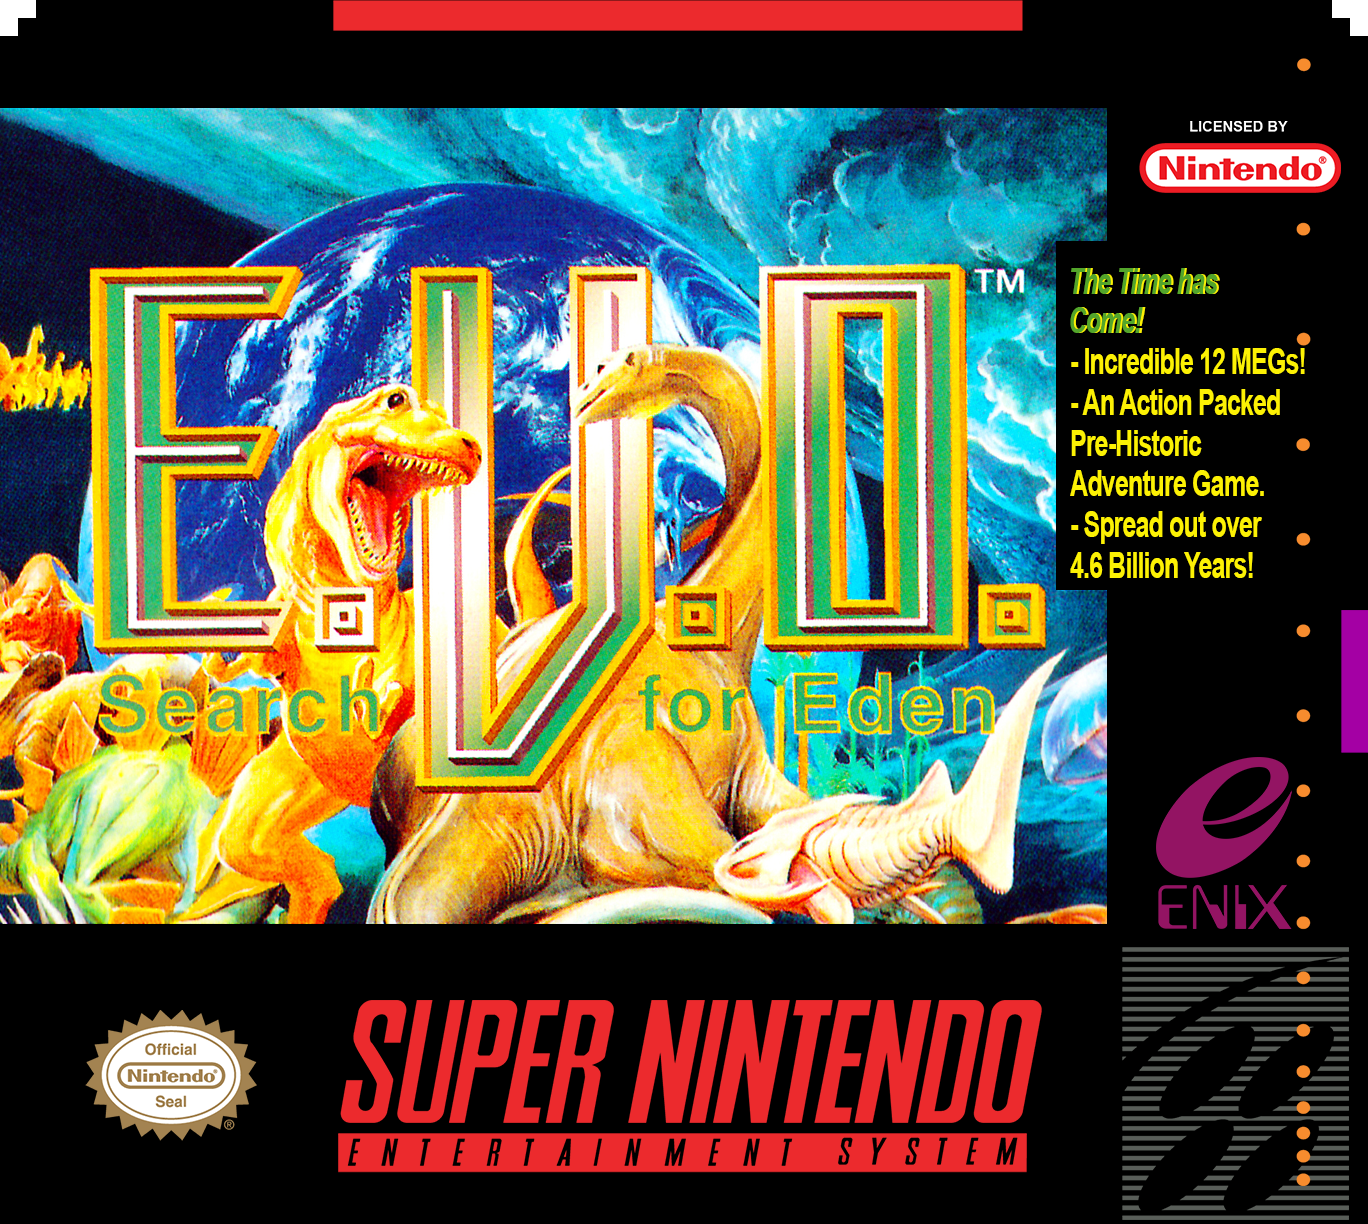 LICENSED BY
Nintendo®
E.V.O.™
Search for Eden
The Time has
Come!
- Incredible 12 MEGs!
- An Action Packed
Pre-Historic
Adventure Game.
- Spread out over
4.6 Billion Years!
ENIX
Official
Nintendo®
Seal
®
SUPER NINTENDO
ENTERTAINMENT SYSTEM